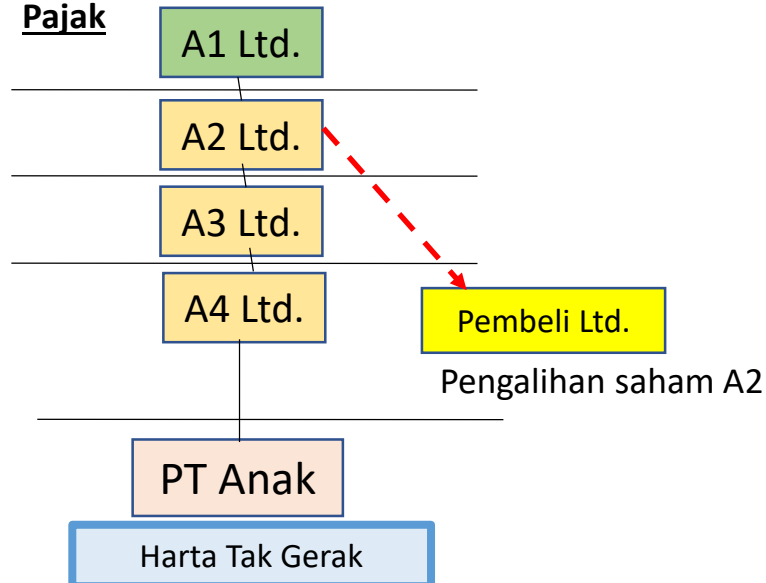 Pajak
A1 Ltd.
A2 Ltd.
A3 Ltd.
A4 Ltd.
Pembeli Ltd.
Pengalihan saham A2
PT Anak
Harta Tak Gerak